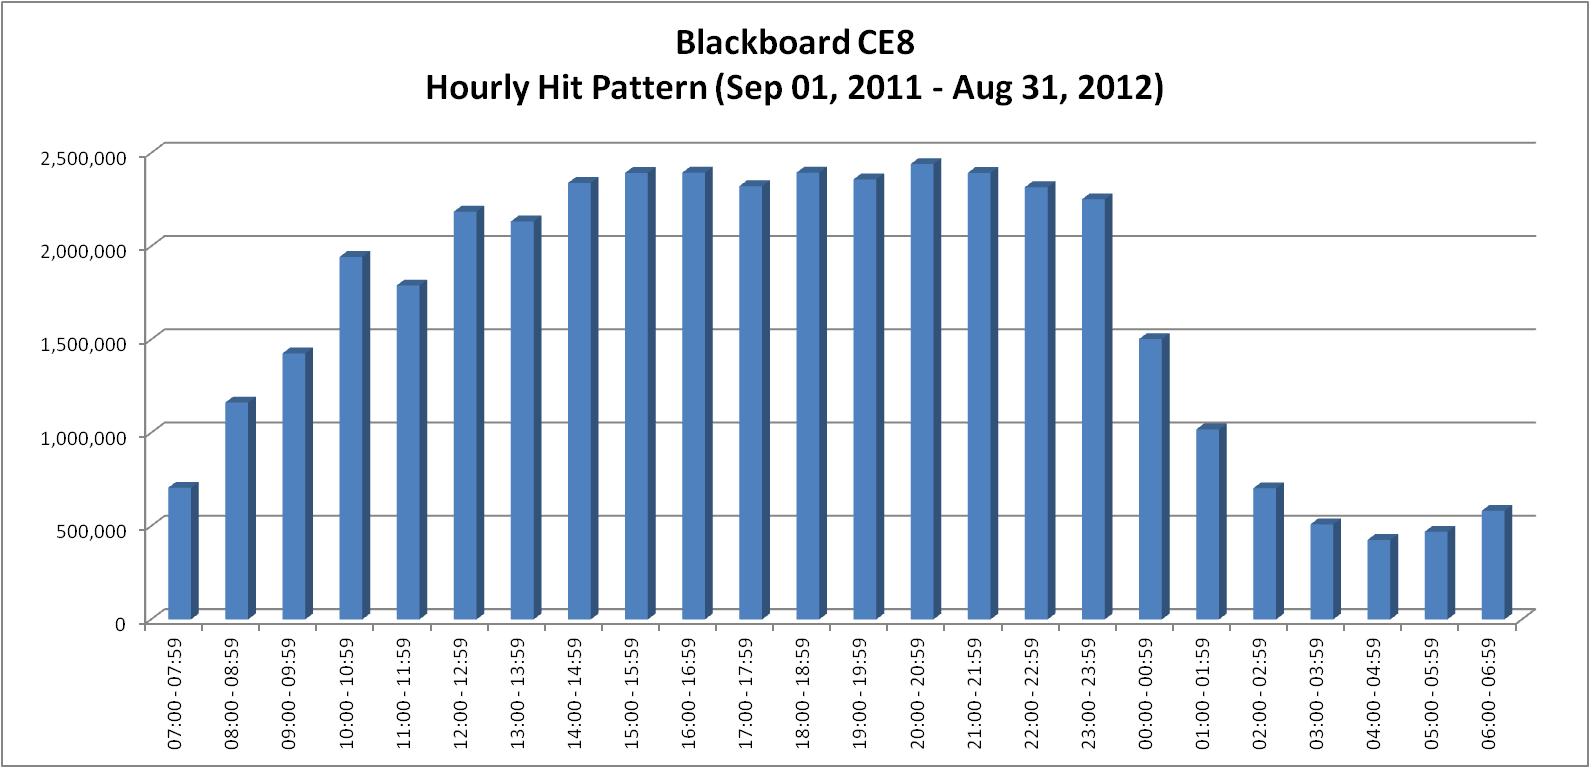 Blackboard CE8
Hourly Hit Pattern (Sep 01, 2011 - Aug 31, 2012)
2,500,000
2,000,000
1,500,000
1,000,000
500,000
0
07:00 - 07:59
08:00 - 08:59
09:00 - 09:59
10:00 - 10:59
11:00 - 11:59
12:00 - 12:59
13:00 - 13:59
14:00 - 14:59
15:00 - 15:59
16:00 - 16:59
17:00 - 17:59
18:00 - 18:59
19:00 - 19:59
20:00 - 20:59
21:00 - 21:59
22:00 - 22:59
23:00 - 23:59
00:00 - 00:59
01:00 - 01:59
02:00 - 02:59
03:00 - 03:59
04:00 - 04:59
05:00 - 05:59
06:00 - 06:59